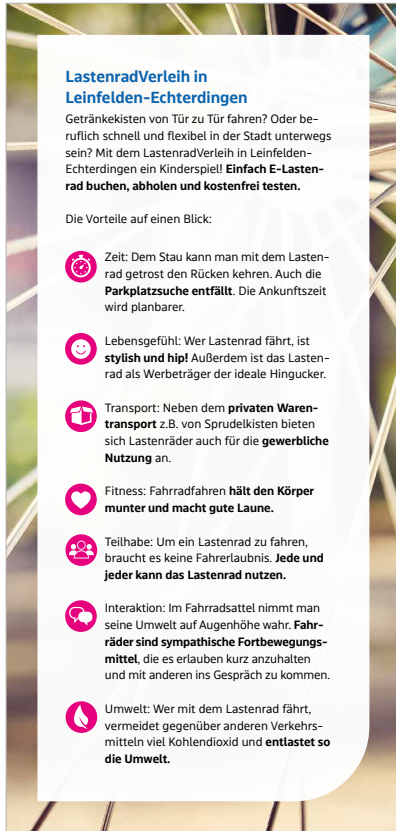 LastenradVerleih in
Leinfelden-Echterdingen
Getränkekisten von Tür zu Tür fahren? Oder be-
ruflich schnell und flexibel in der Stadt unterwegs
sein? Mit dem LastenradVerleih in Leinfelden-
Echterdingen ein Kinderspiel! Einfach E-Lasten-
rad buchen, abholen und kostenfrei testen.
Die Vorteile auf einen Blick:
Zeit: Dem Stau kann man mit dem Lasten-
rad getrost den Rücken kehren. Auch die
Parkplatzsuche entfällt. Die Ankunftszeit
wird planbarer.
Lebensgefühl: Wer Lastenrad fährt, ist
stylish und hip! Außerdem ist das Lasten-
rad als Werbeträger der ideale Hingucker.
Transport: Neben dem privaten Waren-
transport z.B. von Sprudelkisten bieten
sich Lastenräder auch für die gewerbliche
Nutzung an.
Fitness: Fahrradfahren hält den Körper
munter und macht gute Laune.
Teilhabe: Um ein Lastenrad zu fahren,
braucht es keine Fahrerlaubnis. Jede und
jeder kann das Lastenrad nutzen.
Interaktion: Im Fahrradsattel nimmt man
seine Umwelt auf Augenhöhe wahr. Fahr-
räder sind sympathische Fortbewegungs-
mittel, die es erlauben kurz anzuhalten
und mit anderen ins Gespräch zu kommen.
Umwelt: Wer mit dem Lastenrad fährt,
vermeidet gegenüber anderen Verkehrs-
mitteln viel Kohlendioxid und entlastet so
die Umwelt.